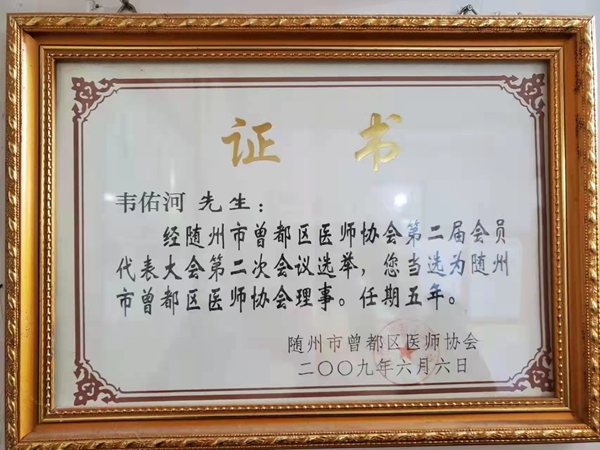 证书
韦佑河 先生：
经随州市曾都区医师协会第二届会员
代表大会第二次会议选举，您当选为随州
市曾都区医师协会理事。任期五年。
随州市曾都区医师协会
二〇〇九年六月六日